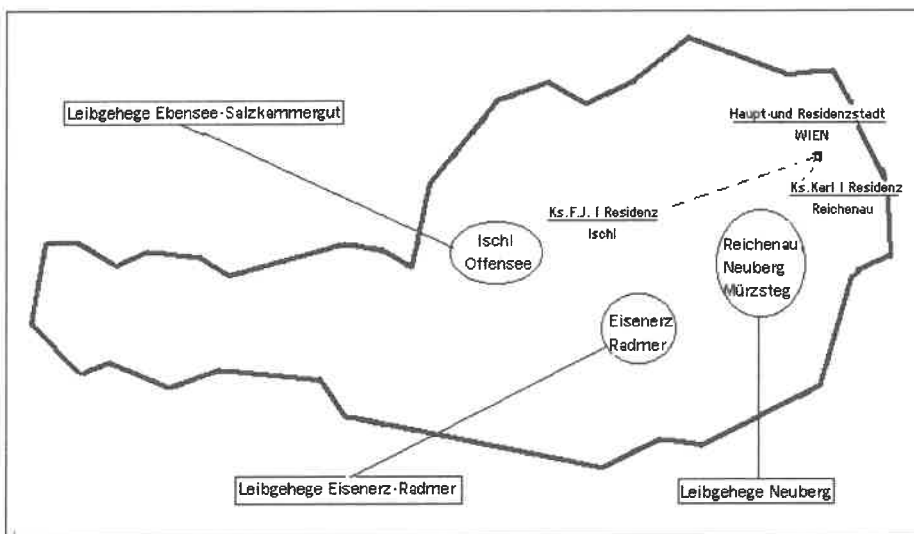 Leibgehege Ebensee-Salzkammergut
Haupt-und Residenzstadt
WIEN
Ks.Karl I Residenz
Reichenau
Ks.F.J. I Residenz
Ischl
Ischl
Offensee
Reichenau
Neuberg
Mürzsteg
Eisenerz
Radmer
Leibgehege Eisenerz-Radmer
Leibgehege Neuberg